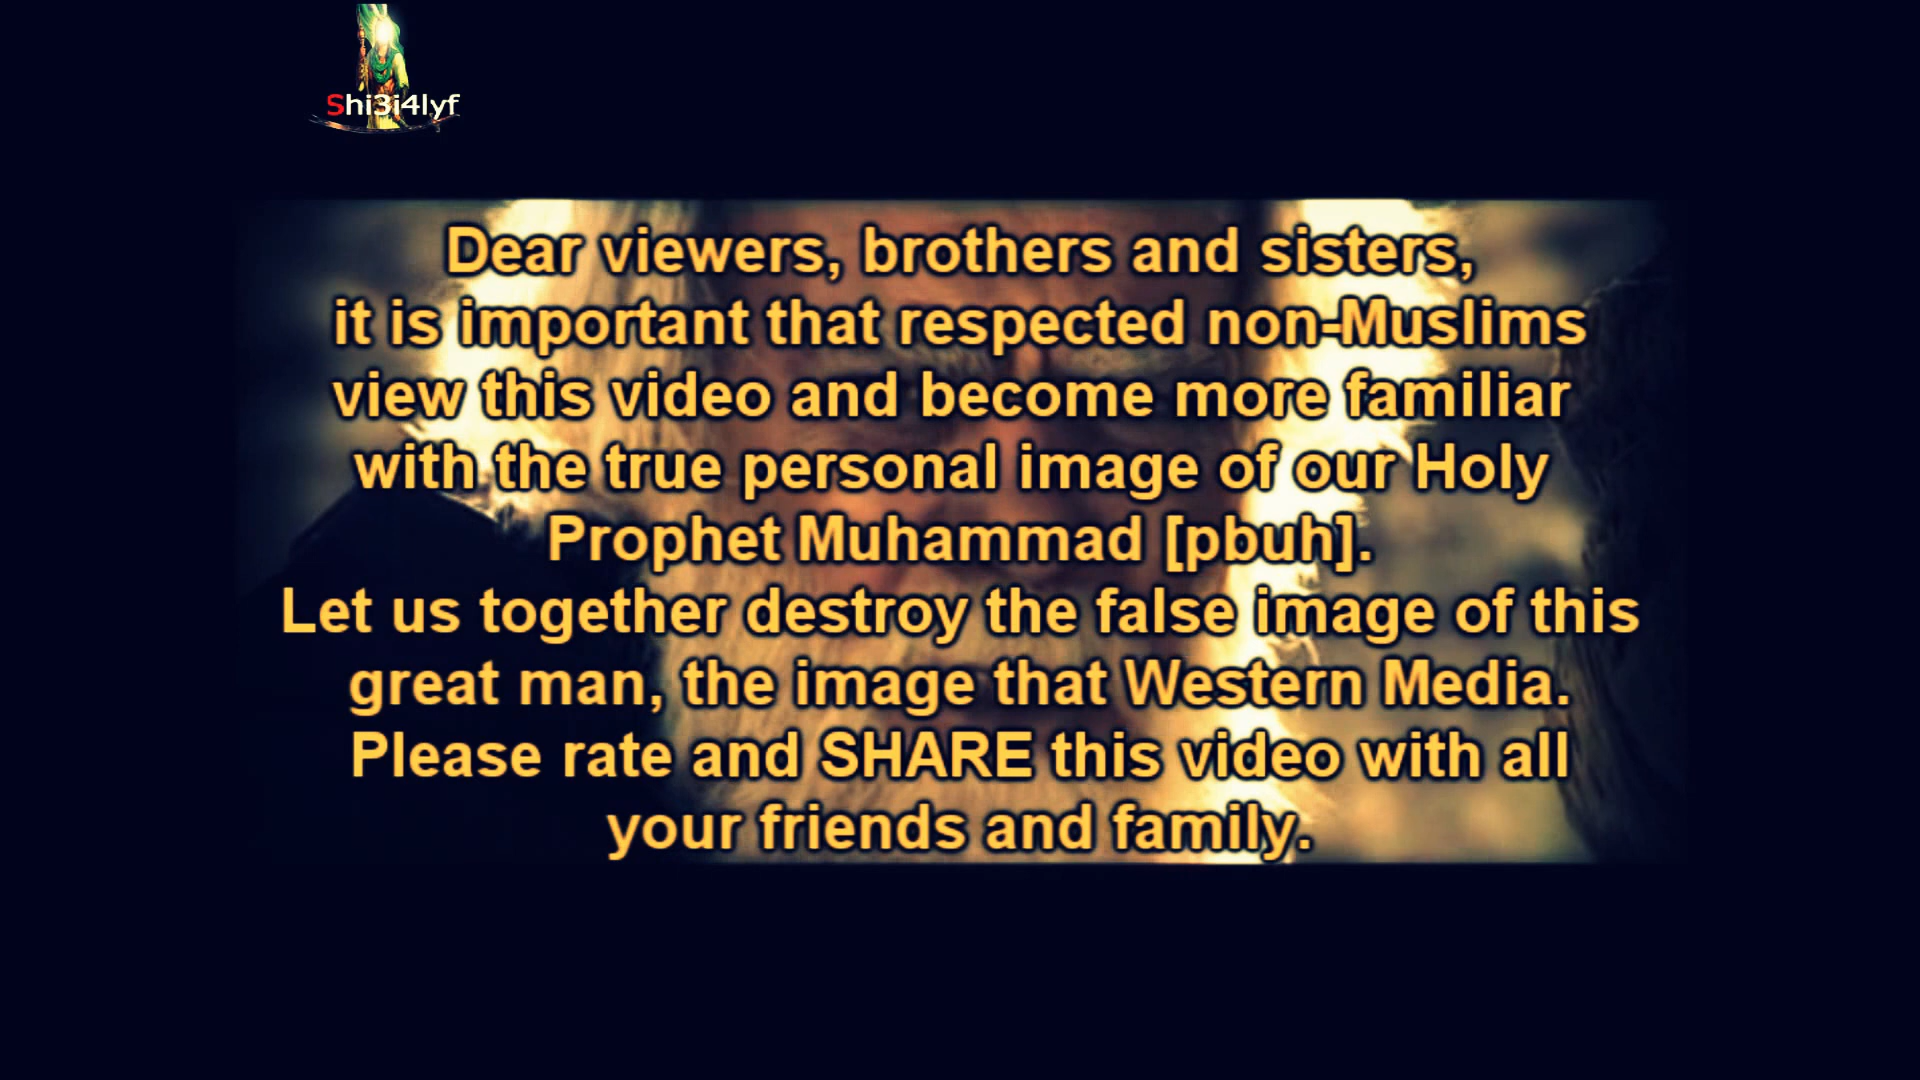 Shi3i4lyf
Dear viewers, brothers and sisters,
it is important that respected non-Muslims
view this video and become more familiar
with the true personal image of our Holy
Prophet Muhammad [pbuh].
Let us together destroy the false image of this
great man, the image that Western Media.
Please rate and SHARE this video with all
your friends and family.